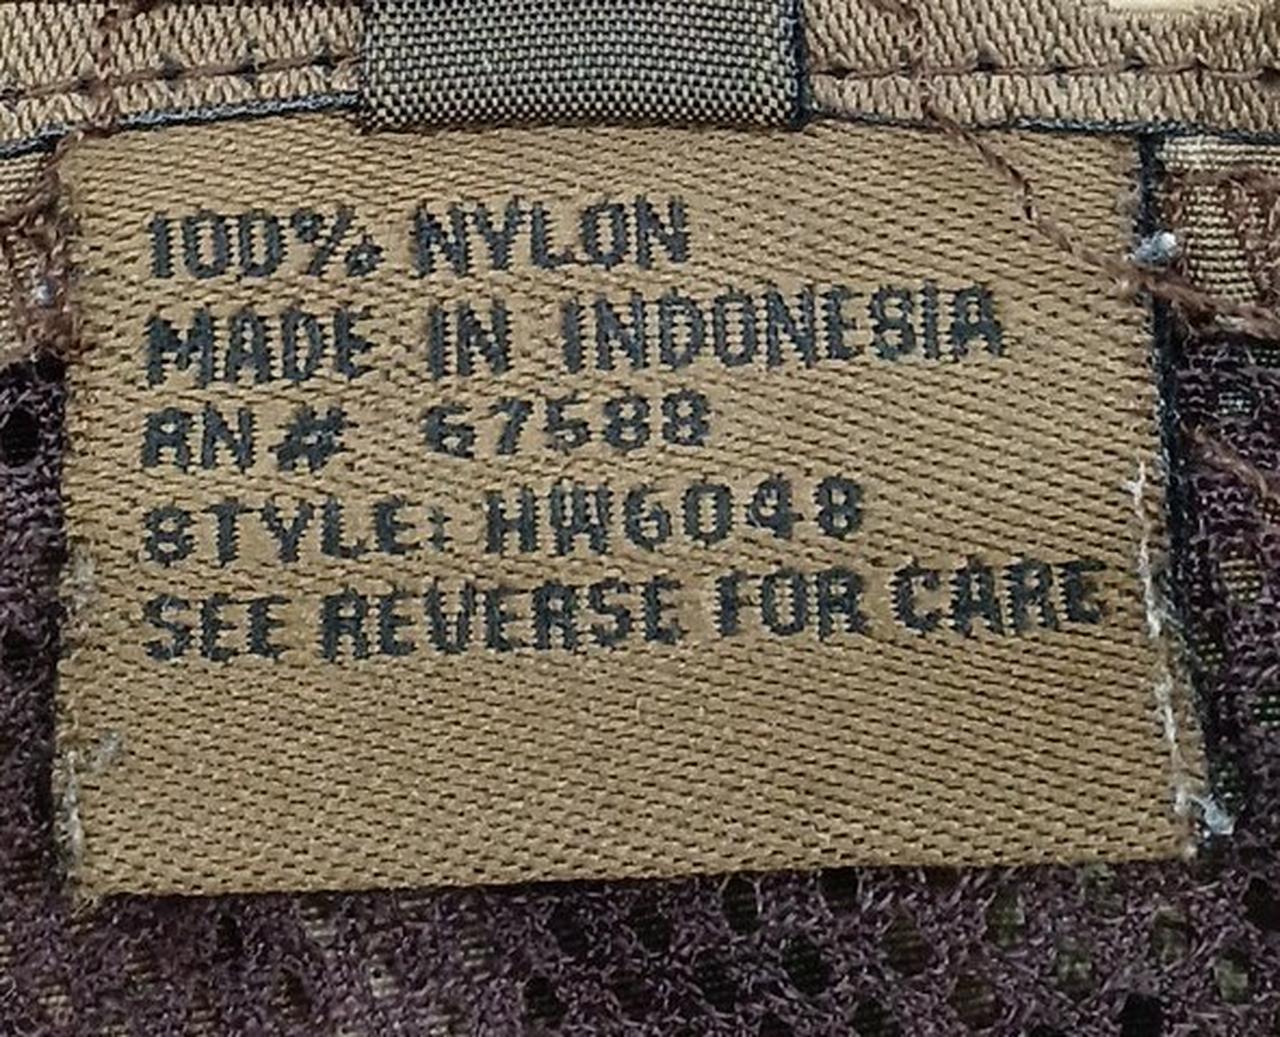 100% NYLON
MADE IN INDONESIA
RN# 67588
STYLE: HW6048
SEE REVERSE FOR CARE